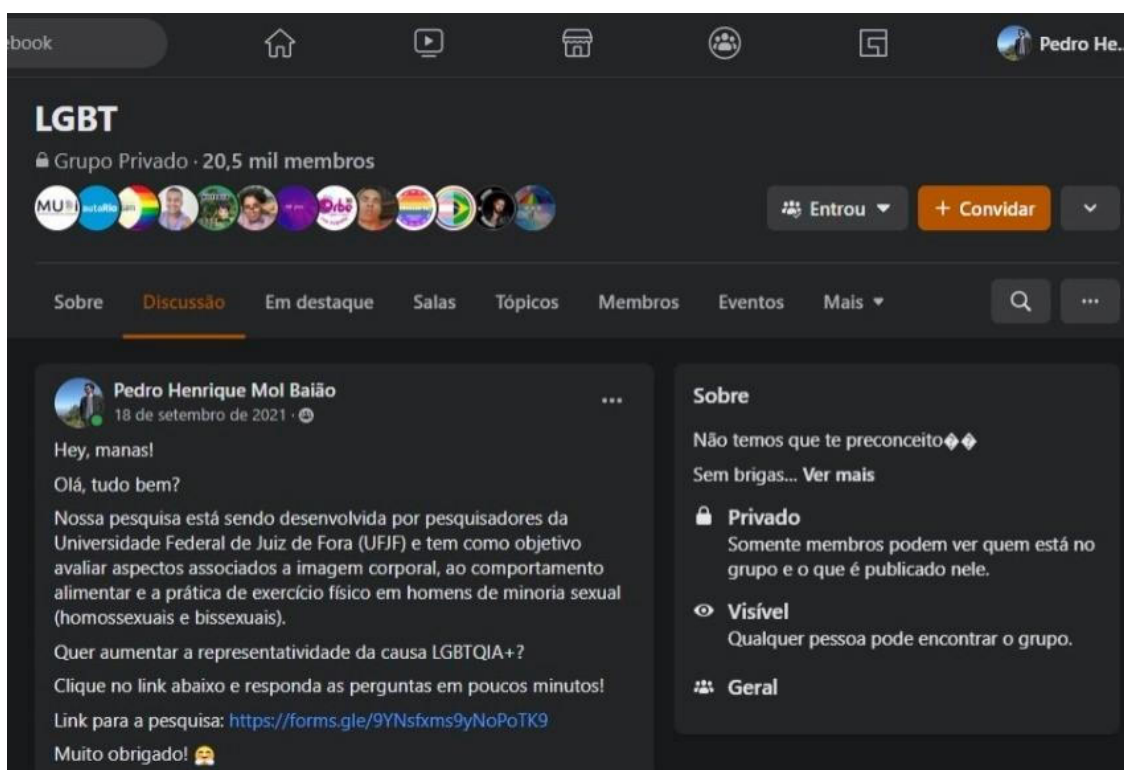 ebook
Pedro He..
LGBT
Grupo Privado · 20,5 mil membros
MU
autoRio
Orbe
Entrou
+ Convidar
Sobre
Discussão
Em destaque
Salas
Tópicos
Membros
Eventos
Mais
Pedro Henrique Mol Baião
18 de setembro de 2021 ·
Hey, manas!
Olá, tudo bem?
Nossa pesquisa está sendo desenvolvida por pesquisadores da
Universidade Federal de Juiz de Fora (UFJF) e tem como objetivo
avaliar aspectos associados a imagem corporal, ao comportamento
alimentar e a prática de exercício físico em homens de minoria sexual
(homossexuais e bissexuais).
Quer aumentar a representatividade da causa LGBTQIA+?
Clique no link abaixo e responda as perguntas em poucos minutos!
Link para a pesquisa: https://forms.gle/9YNsfxms9yNoPoTK9
Muito obrigado! 🤗
Sobre
Não temos que te preconceito��
Sem brigas... Ver mais
Privado
Somente membros podem ver quem está no
grupo e o que é publicado nele.
Visível
Qualquer pessoa pode encontrar o grupo.
Geral